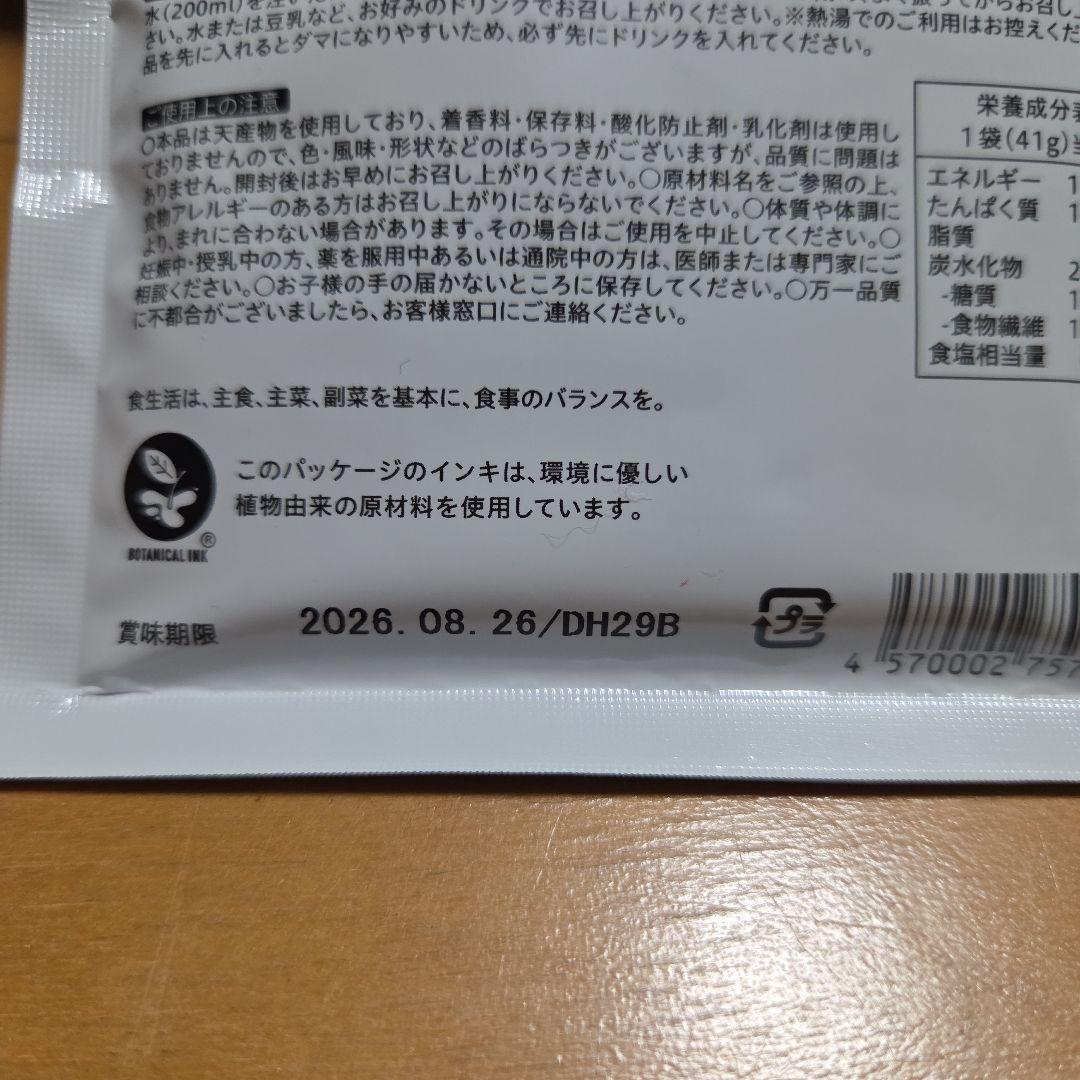 水(200ml)を注い
さい。水または豆乳など、お好みのドリンクでお召し上がりください。※熱湯でのご利用はお控えくだ
品を先に入れるとダマになりやすいため、必ず先にドリンクを入れてください。
ご使用上の注意
○本品は天産物を使用しており、着香料・保存料・酸化防止剤・乳化剤は使用し
ておりませんので、色・風味・形状などのばらつきがございますが、品質に問題は
ありません。開封後はお早めにお召し上がりください。○原材料名をご参照の上、
食物アレルギーのある方はお召し上がりにならないでください。○体質や体調に
より、まれに合わない場合があります。その場合はご使用を中止してください。○
妊娠中・授乳中の方、薬を服用中あるいは通院中の方は、医師または専門家にご
相談ください。○お子様の手の届かないところに保存してください。○万一品質
に不都合がございましたら、お客様窓口にご連絡ください。
栄養成分
1袋(41g)
エネルギー 1
たんぱく質 1
脂質
炭水化物 2
-糖質 1
-食物繊維 1
食塩相当量
食生活は、主食、主菜、副菜を基本に、食事のバランスを。
このパッケージのインキは、環境に優しい
植物由来の原材料を使用しています。
®
BOTANICAL INK
賞味期限 2026.08.26/DH29B
プラ
4 570002 757